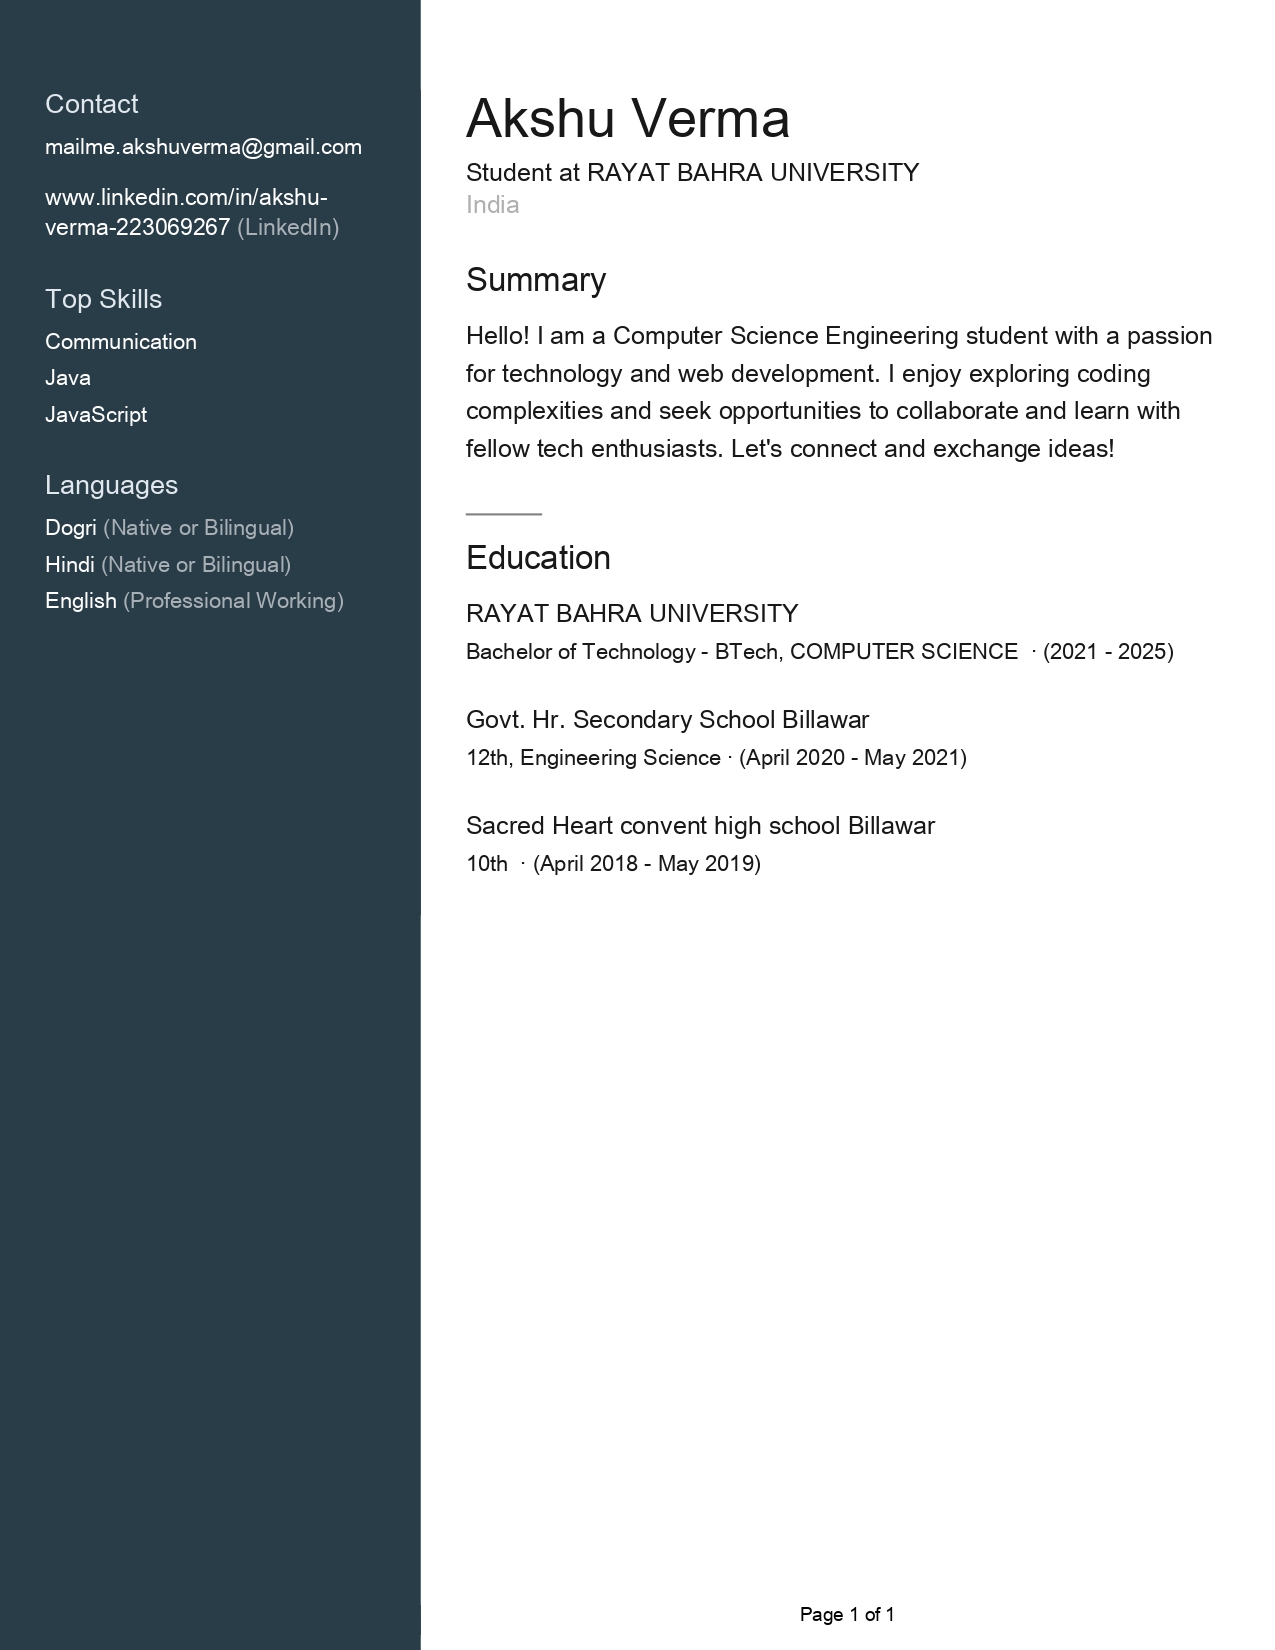 Contact
mailme.akshuverma@gmail.com
www.linkedin.com/in/akshu-
verma-223069267 (LinkedIn)
Top Skills
Communication
Java
JavaScript
Languages
Dogri (Native or Bilingual)
Hindi (Native or Bilingual)
English (Professional Working)
Akshu Verma
Student at RAYAT BAHRA UNIVERSITY
India
Summary
Hello! I am a Computer Science Engineering student with a passion
for technology and web development. I enjoy exploring coding
complexities and seek opportunities to collaborate and learn with
fellow tech enthusiasts. Let's connect and exchange ideas!
Education
RAYAT BAHRA UNIVERSITY
Bachelor of Technology - BTech, COMPUTER SCIENCE · (2021 - 2025)
Govt. Hr. Secondary School Billawar
12th, Engineering Science · (April 2020 - May 2021)
Sacred Heart convent high school Billawar
10th · (April 2018 - May 2019)
Page 1 of 1